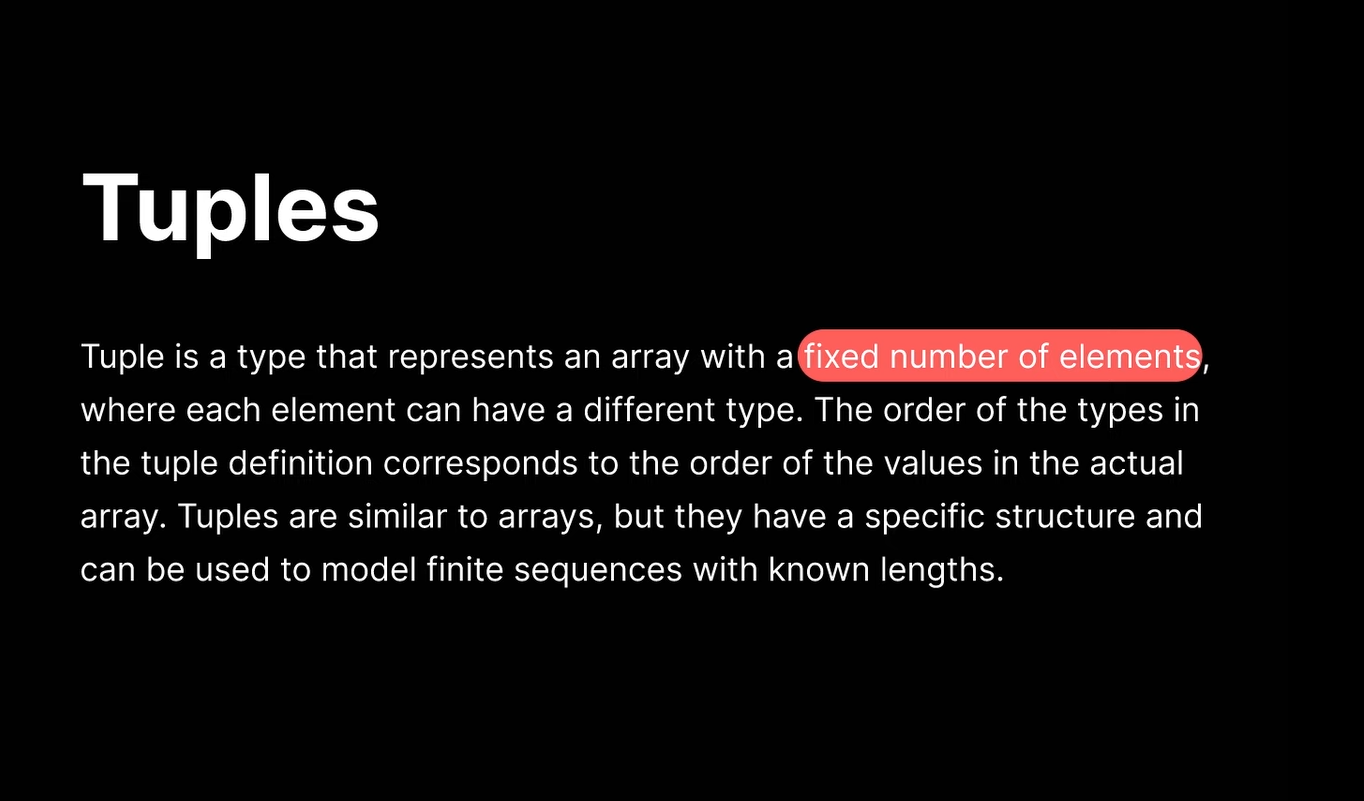 Tuples
Tuple is a type that represents an array with a fixed number of elements,
where each element can have a different type. The order of the types in
the tuple definition corresponds to the order of the values in the actual
array. Tuples are similar to arrays, but they have a specific structure and
can be used to model finite sequences with known lengths.